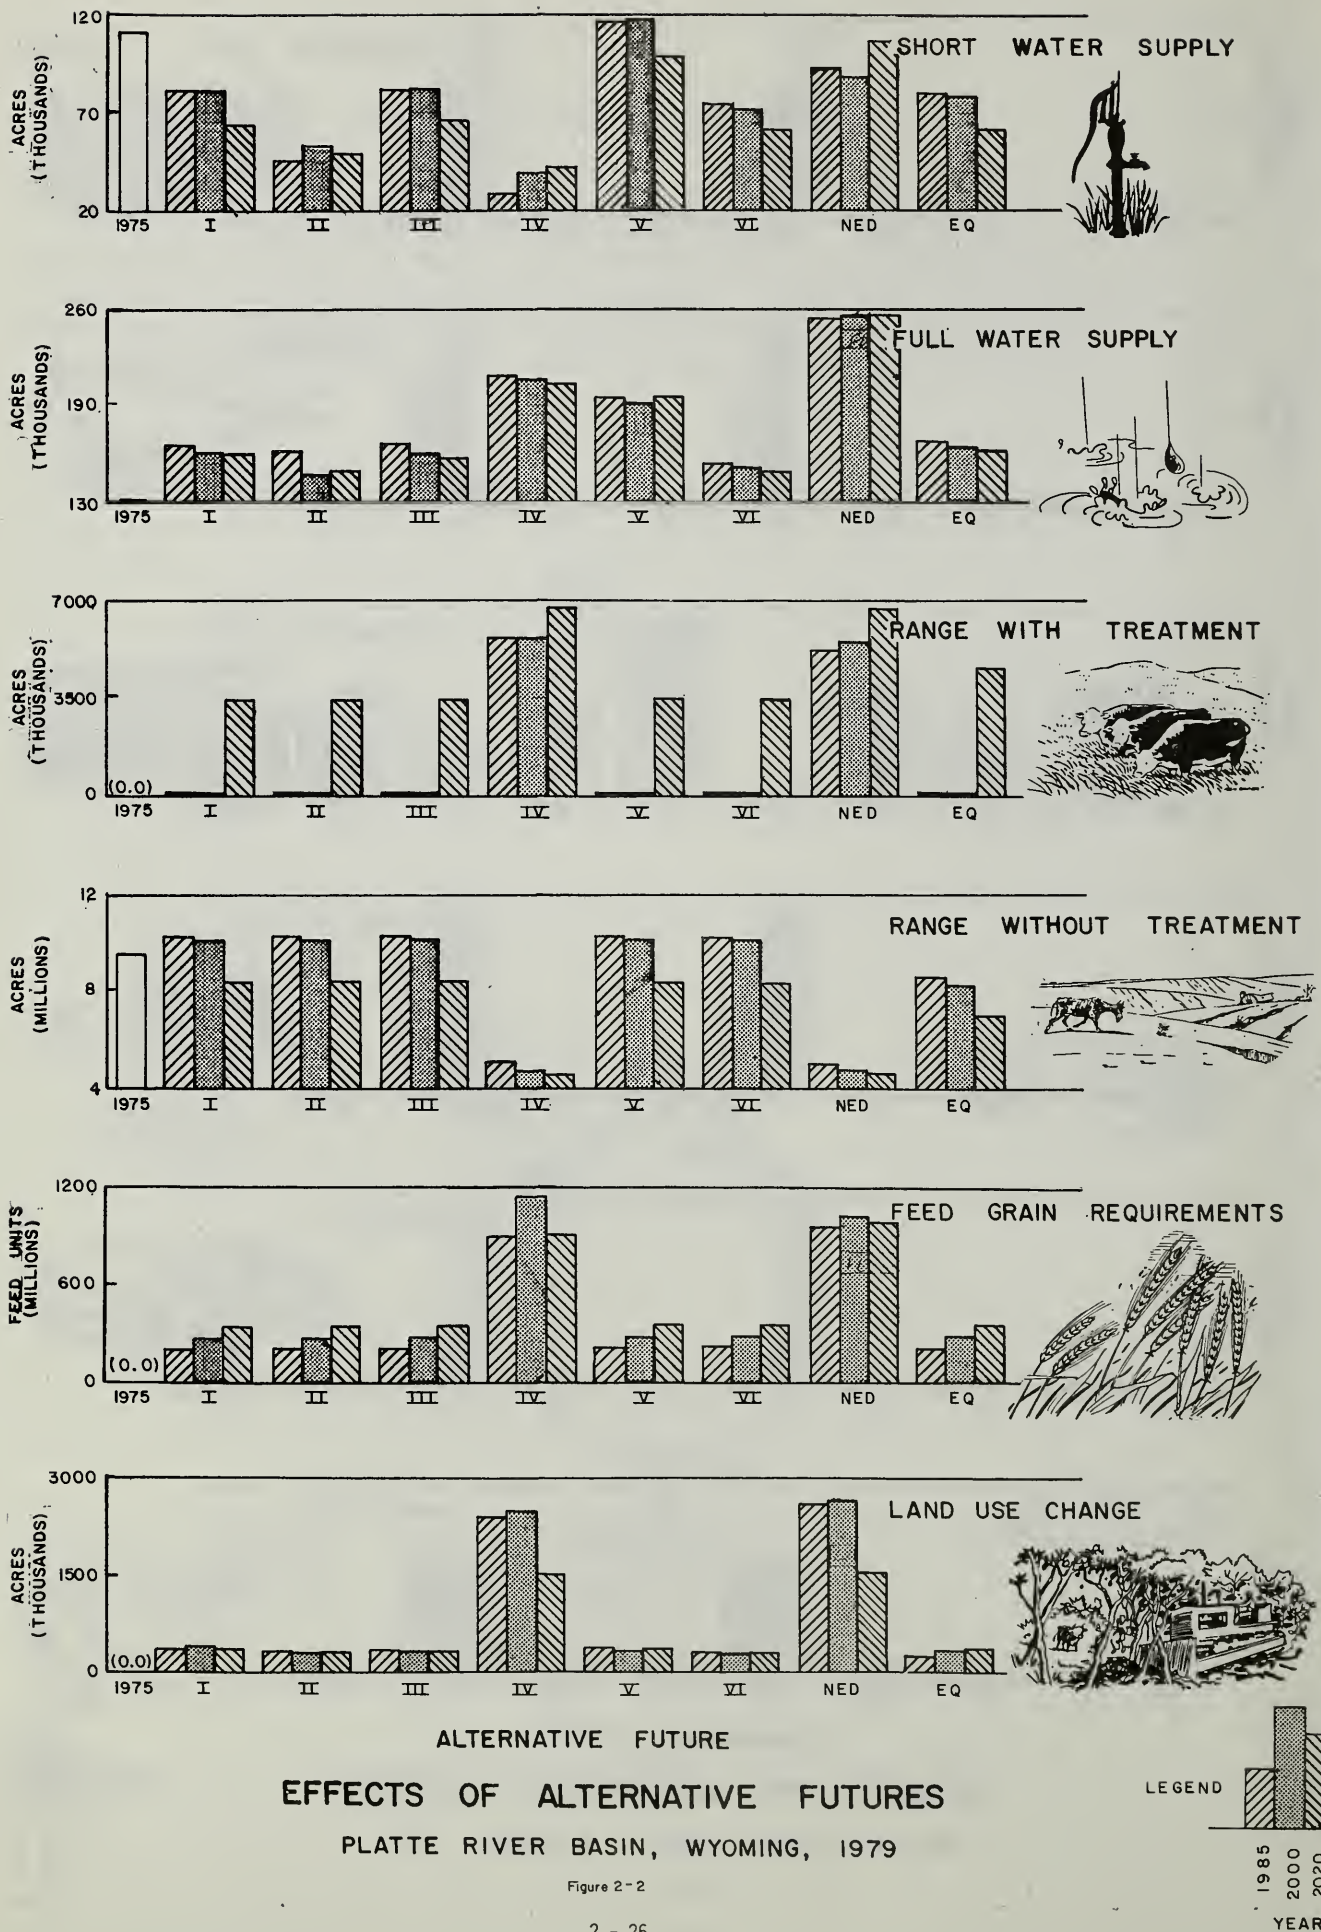 SHORT WATER SUPPLY
ACRES
(THOUSANDS)
120
70
20
1975 I II III IV V VI NED EQ
FULL WATER SUPPLY
ACRES
(THOUSANDS)
260
190
130
1975 I II III IV V VI NED EQ
RANGE WITH TREATMENT
ACRES
(THOUSANDS)
7000
3500
0
(0.0)
1975 I II III IV V VI NED EQ
RANGE WITHOUT TREATMENT
ACRES
(MILLIONS)
12
8
4
1975 I II III IV V VI NED EQ
FEED GRAIN REQUIREMENTS
FEED UNITS
(MILLIONS)
1200
600
0
(0.0)
1975 I II III IV V VI NED EQ
LAND USE CHANGE
ACRES
(THOUSANDS)
3000
1500
0
(0.0)
1975 I II III IV V VI NED EQ
ALTERNATIVE FUTURE
EFFECTS OF ALTERNATIVE FUTURES
PLATTE RIVER BASIN, WYOMING, 1979
Figure 2-2
2 - 26
LEGEND
1985
2000
2020
YEAR